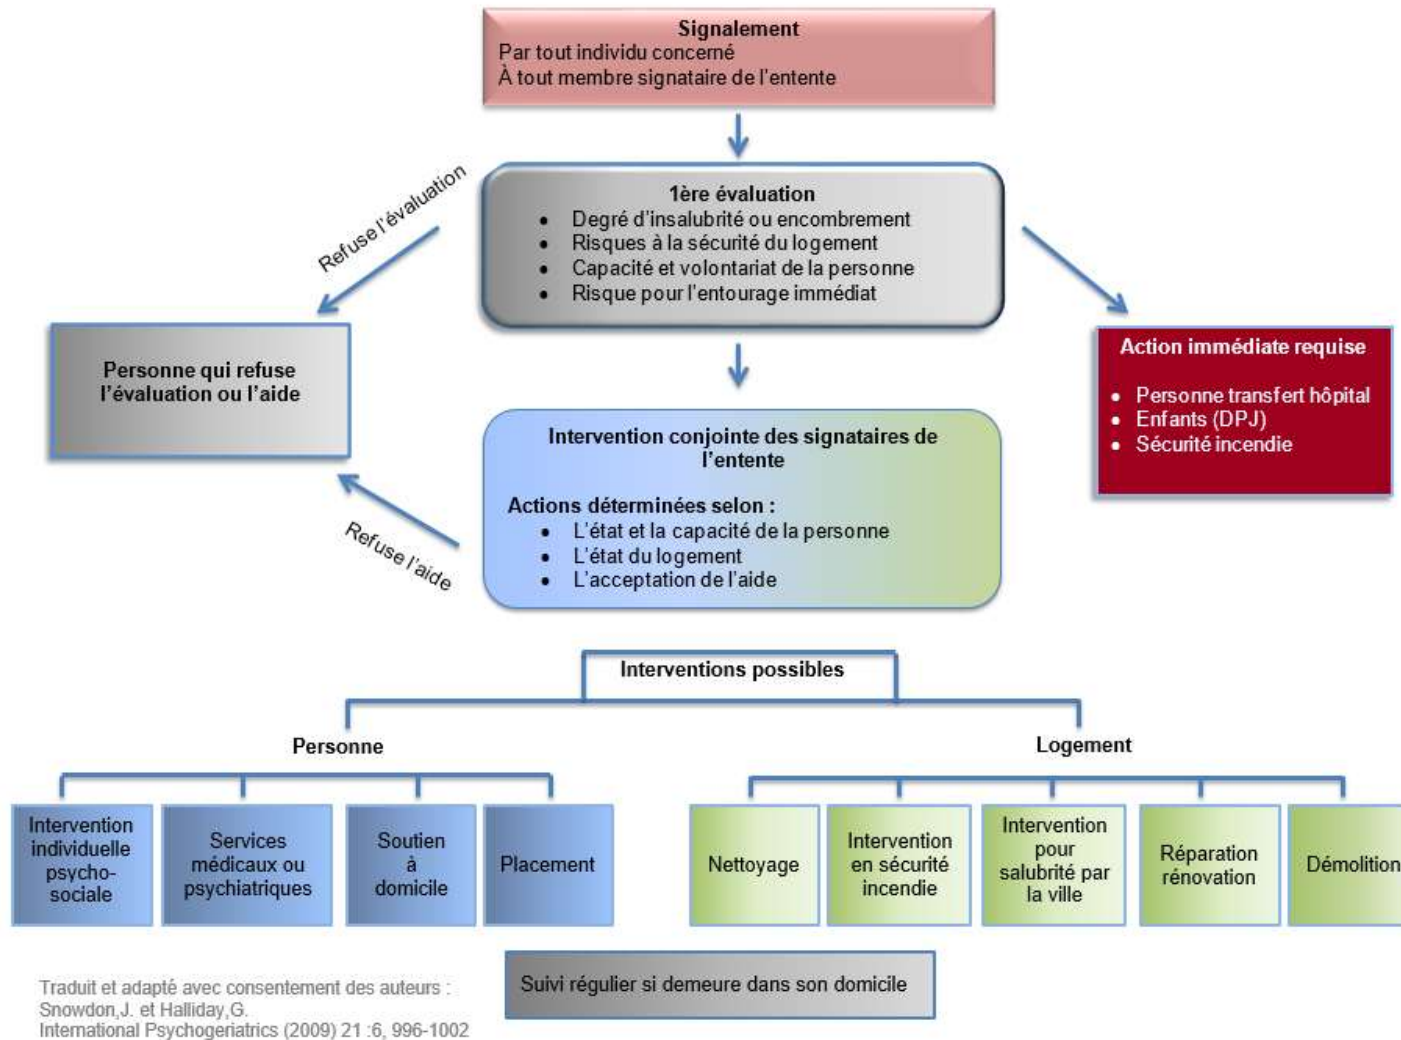 Signalement
Par tout individu concerné
À tout membre signataire de l'entente
1ère évaluation
• Degré d'insalubrité ou encombrement
• Risques à la sécurité du logement
• Capacité et volontariat de la personne
• Risque pour l'entourage immédiat
Refuse l'évaluation
Personne qui refuse
l'évaluation ou l'aide
Action immédiate requise
• Personne transfert hôpital
• Enfants (DPJ)
• Sécurité incendie
Intervention conjointe des signataires de
l'entente
Actions déterminées selon :
• L'état et la capacité de la personne
• L'état du logement
• L'acceptation de l'aide
Refuse l'aide
Interventions possibles
Personne
Logement
Intervention
individuelle
psycho-
sociale
Services
médicaux ou
psychiatriques
Soutien
à
domicile
Placement
Nettoyage
Intervention
en sécurité
incendie
Intervention
pour
salubrité par
la ville
Réparation
rénovation
Démolition
Suivi régulier si demeure dans son domicile
Traduit et adapté avec consentement des auteurs :
Snowdon,J. et Halliday,G.
International Psychogeriatrics (2009) 21 :6, 996-1002